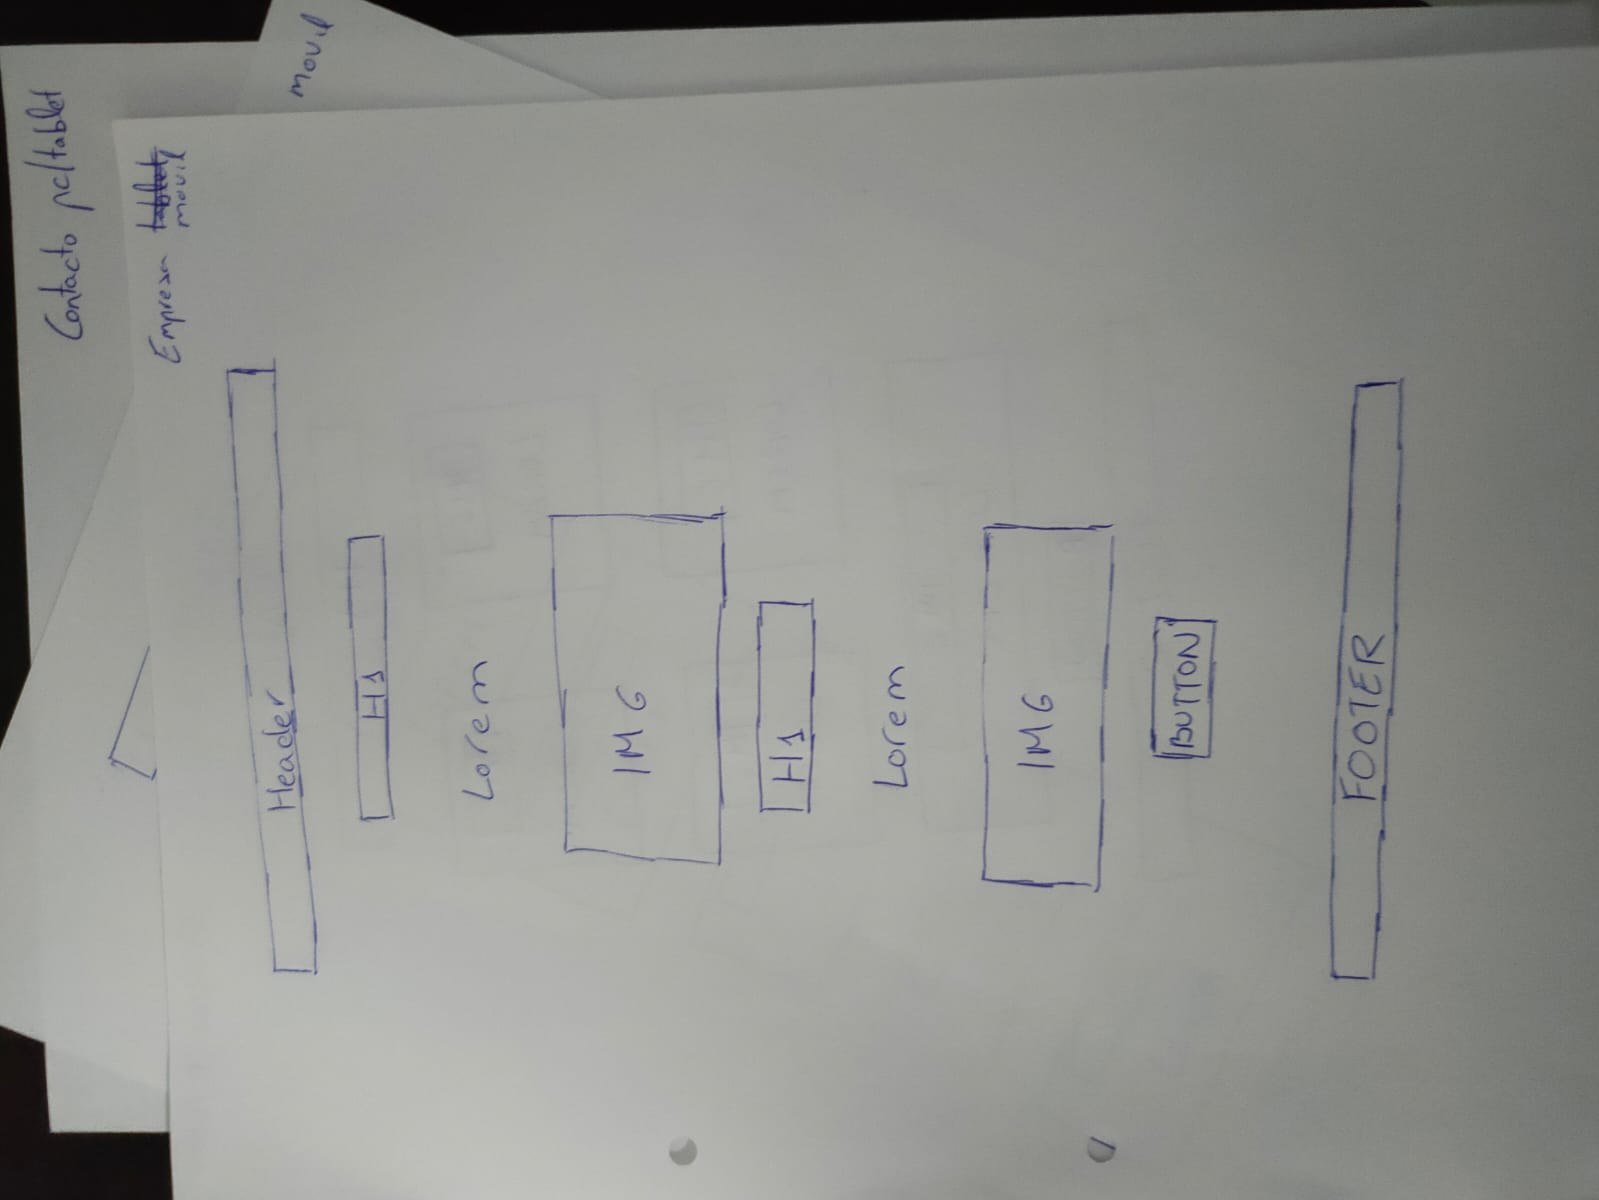 Contacto pc/tablet
movil
Empresa tablet
movil
Header
H1
Lorem
IMG
H1
Lorem
IMG
BUTTON
FOOTER